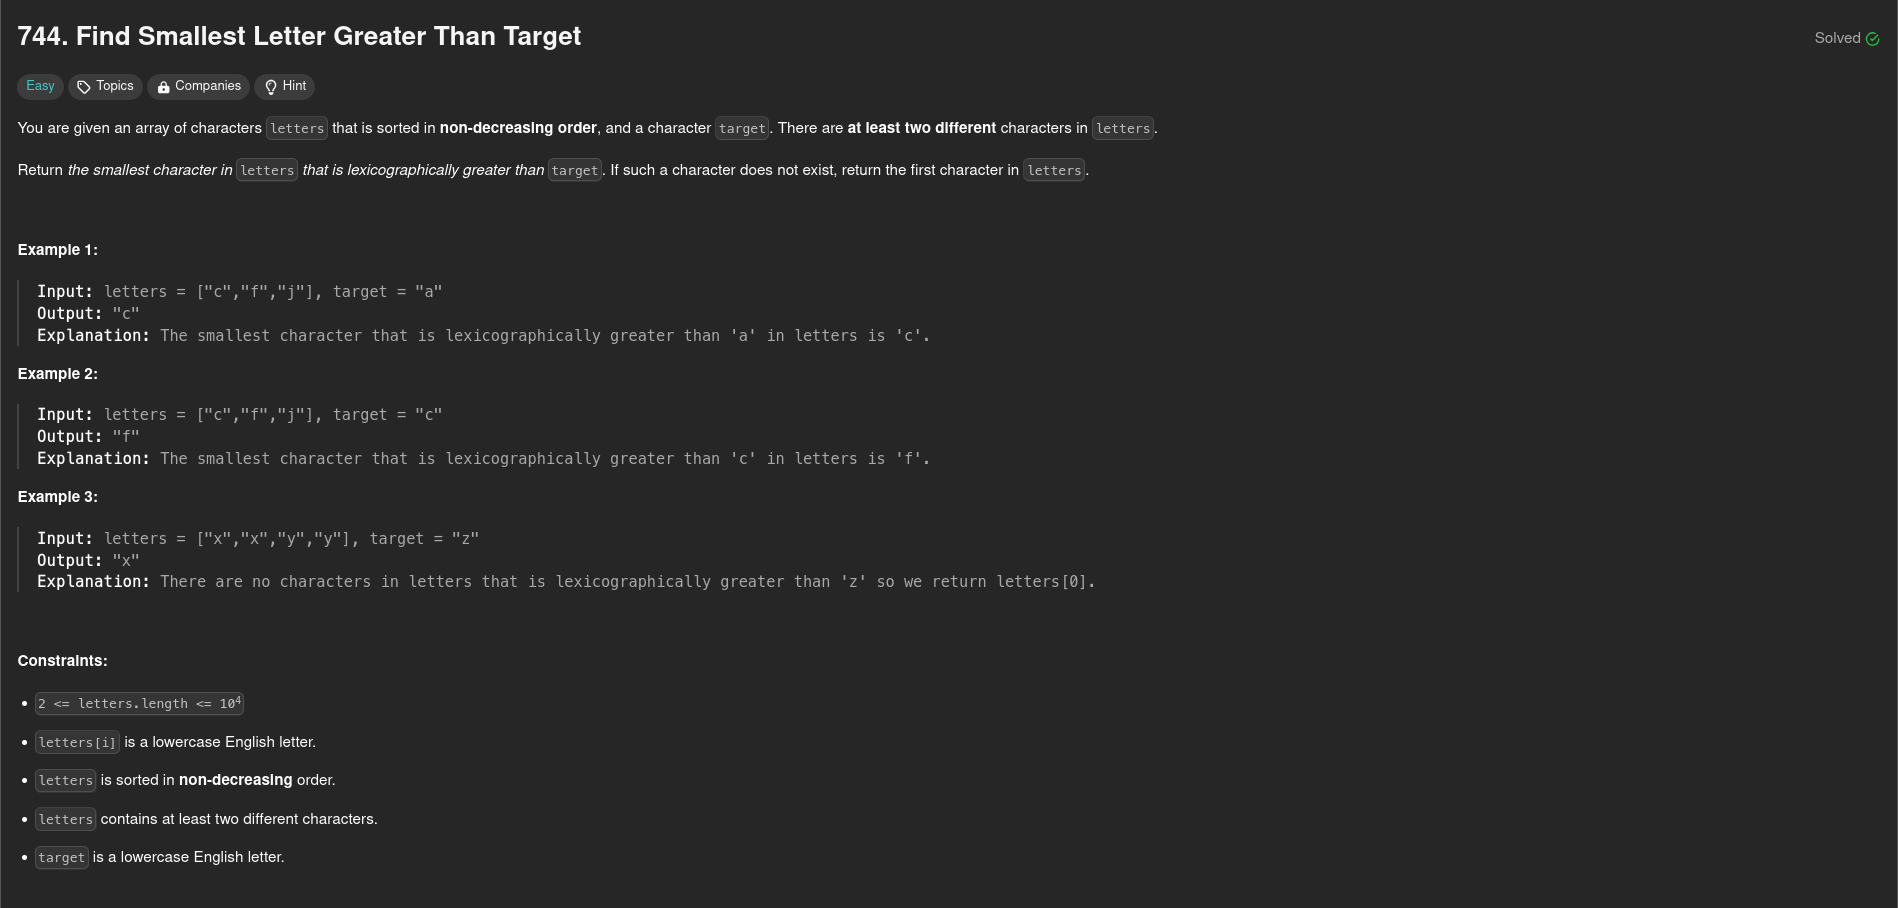 744. Find Smallest Letter Greater Than Target
Solved
Easy Topics Companies Hint
You are given an array of characters letters that is sorted in non-decreasing order, and a character target. There are at least two different characters in letters.
Return the smallest character in letters that is lexicographically greater than target. If such a character does not exist, return the first character in letters.
Example 1:
Input: letters = ["c","f","j"], target = "a"
Output: "c"
Explanation: The smallest character that is lexicographically greater than 'a' in letters is 'c'.
Example 2:
Input: letters = ["c","f","j"], target = "c"
Output: "f"
Explanation: The smallest character that is lexicographically greater than 'c' in letters is 'f'.
Example 3:
Input: letters = ["x","x","y","y"], target = "z"
Output: "x"
Explanation: There are no characters in letters that is lexicographically greater than 'z' so we return letters[0].
Constraints:
• 2 <= letters.length <= 10⁴
• letters[i] is a lowercase English letter.
• letters is sorted in non-decreasing order.
• letters contains at least two different characters.
• target is a lowercase English letter.